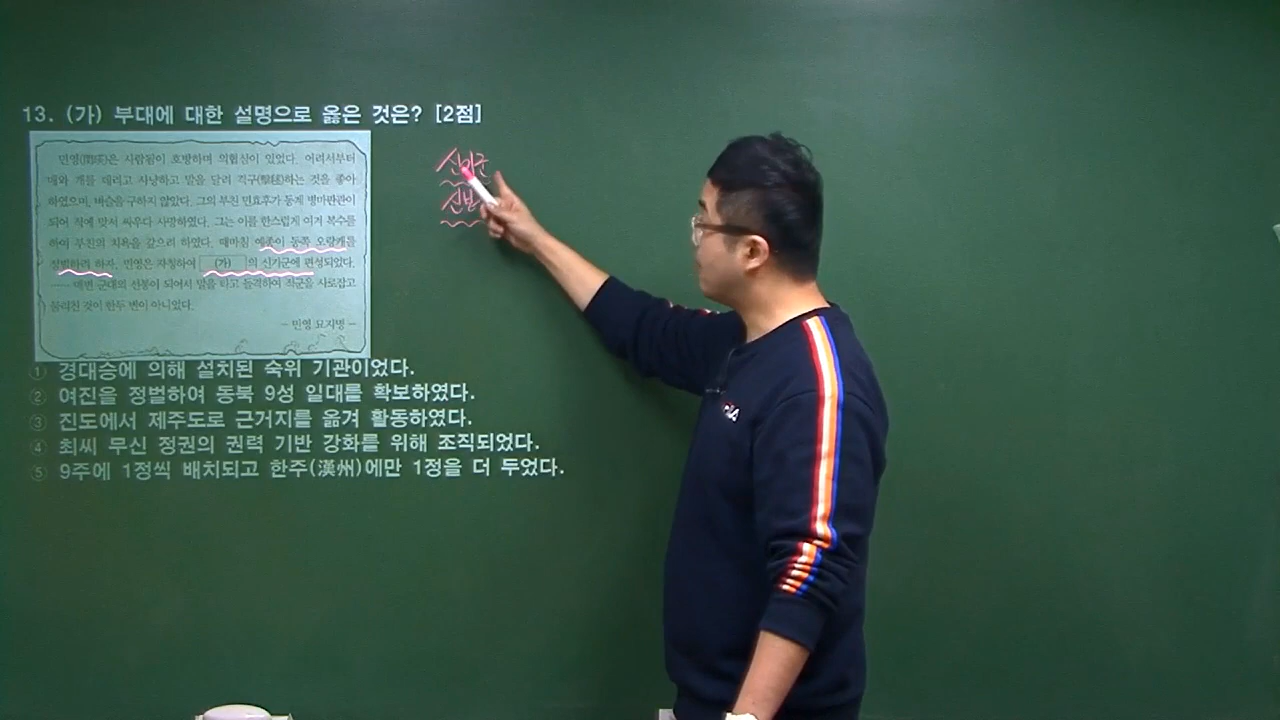 13. (가) 부대에 대한 설명으로 옳은 것은? [2점]
민영(閔瑛)은 사람됨이 호방하며 의협심이 있었다. 어려서부터
매와 개를 데리고 사냥하고 말을 달려 격구(擊毬)하는 것을 좋아
하였으며, 벼슬을 구하지 않았다. 그의 부친 민효후가 동계 병마판관이
되어 적에 맞서 싸우다 사망하였다. 그는 이를 한스럽게 여겨 복수를
하여 부친의 치욕을 갚으려 하였다. 때마침 예종이 동쪽 오랑캐를
정벌하려 하자, 민영은 자청하여 (가) 의 신기군에 편성되었다.
…… 매번 군대의 선봉이 되어서 말을 타고 돌격하여 적군을 사로잡고
물리친 것이 한두 번이 아니었다.
- 민영 묘지명 -
① 경대승에 의해 설치된 숙위 기관이었다.
② 여진을 정벌하여 동북 9성 일대를 확보하였다.
③ 진도에서 제주도로 근거지를 옮겨 활동하였다.
④ 최씨 무신 정권의 권력 기반 강화를 위해 조직되었다.
⑤ 9주에 1정씩 배치되고 한주(漢州)에만 1정을 더 두었다.